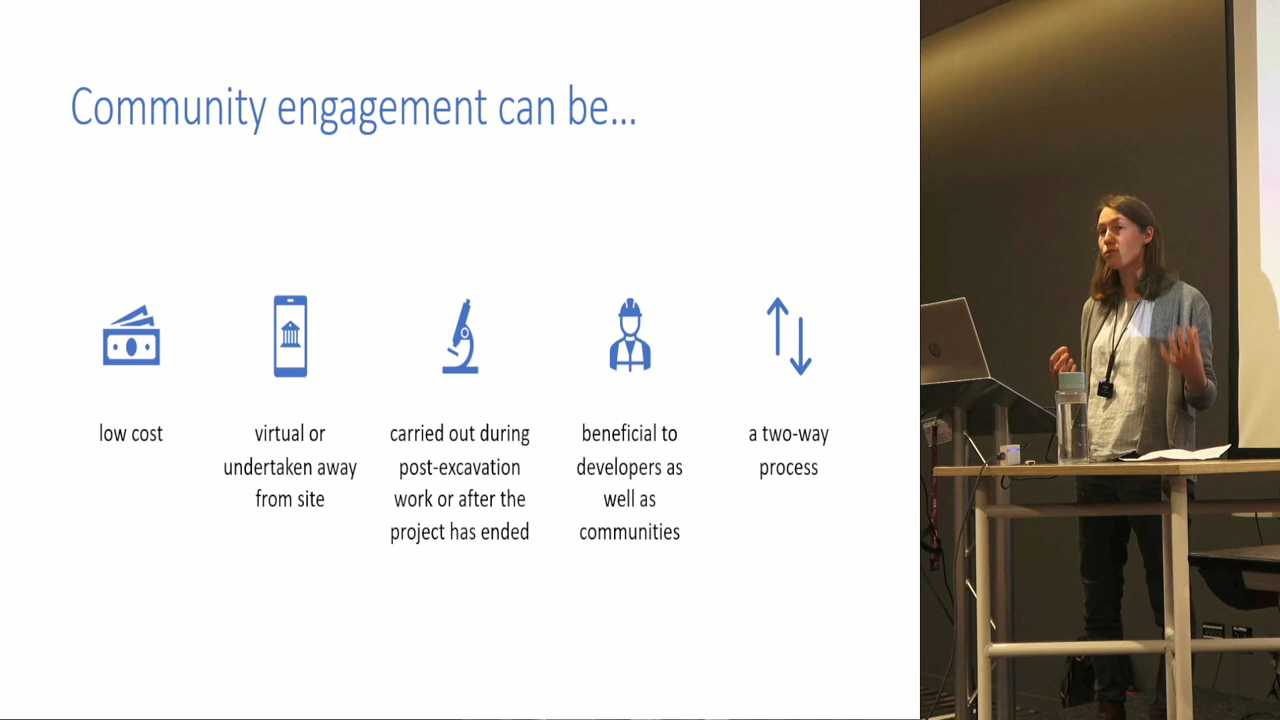 Community engagement can be...
low cost
virtual or
undertaken away
from site
carried out during
post-excavation
work or after the
project has ended
beneficial to
developers as
well as
communities
a two-way
process